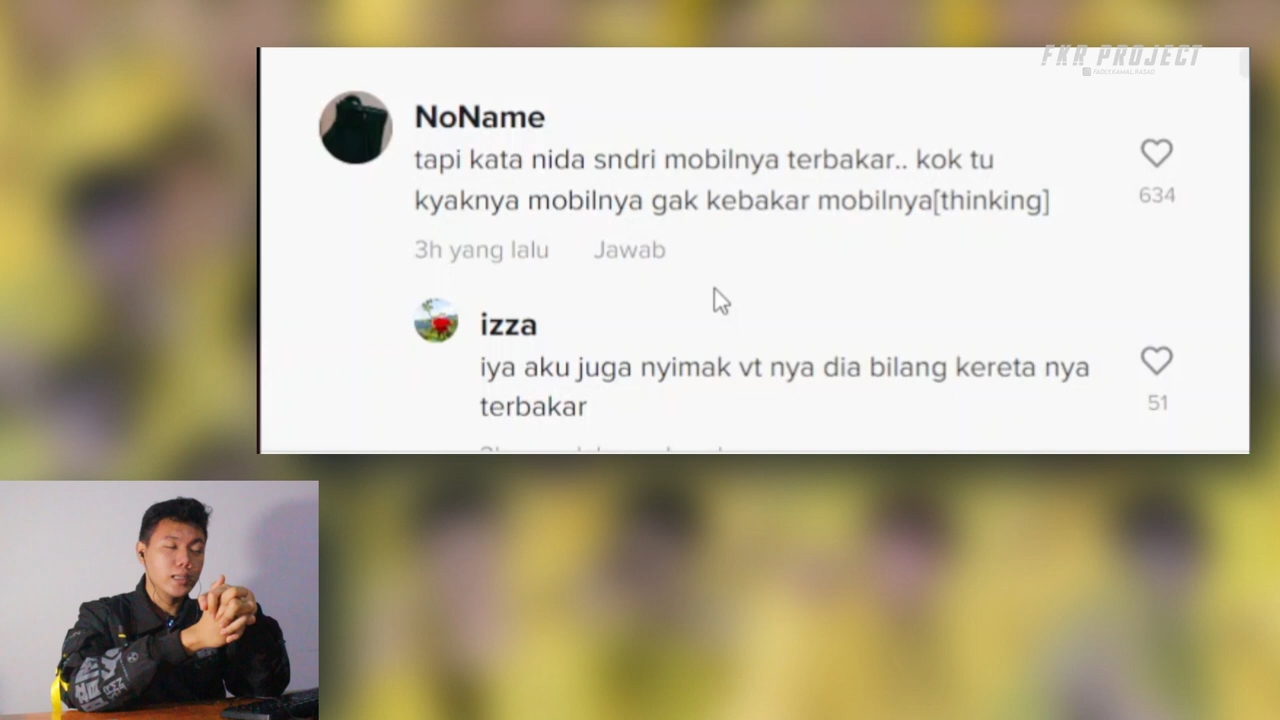 FKR PROJECT
NoName
tapi kata nida sndri mobilnya terbakar.. kok tu
kyaknya mobilnya gak kebakar mobilnya[thinking]
634
3h yang lalu Jawab
izza
iya aku juga nyimak vt nya dia bilang kereta nya
terbakar
51